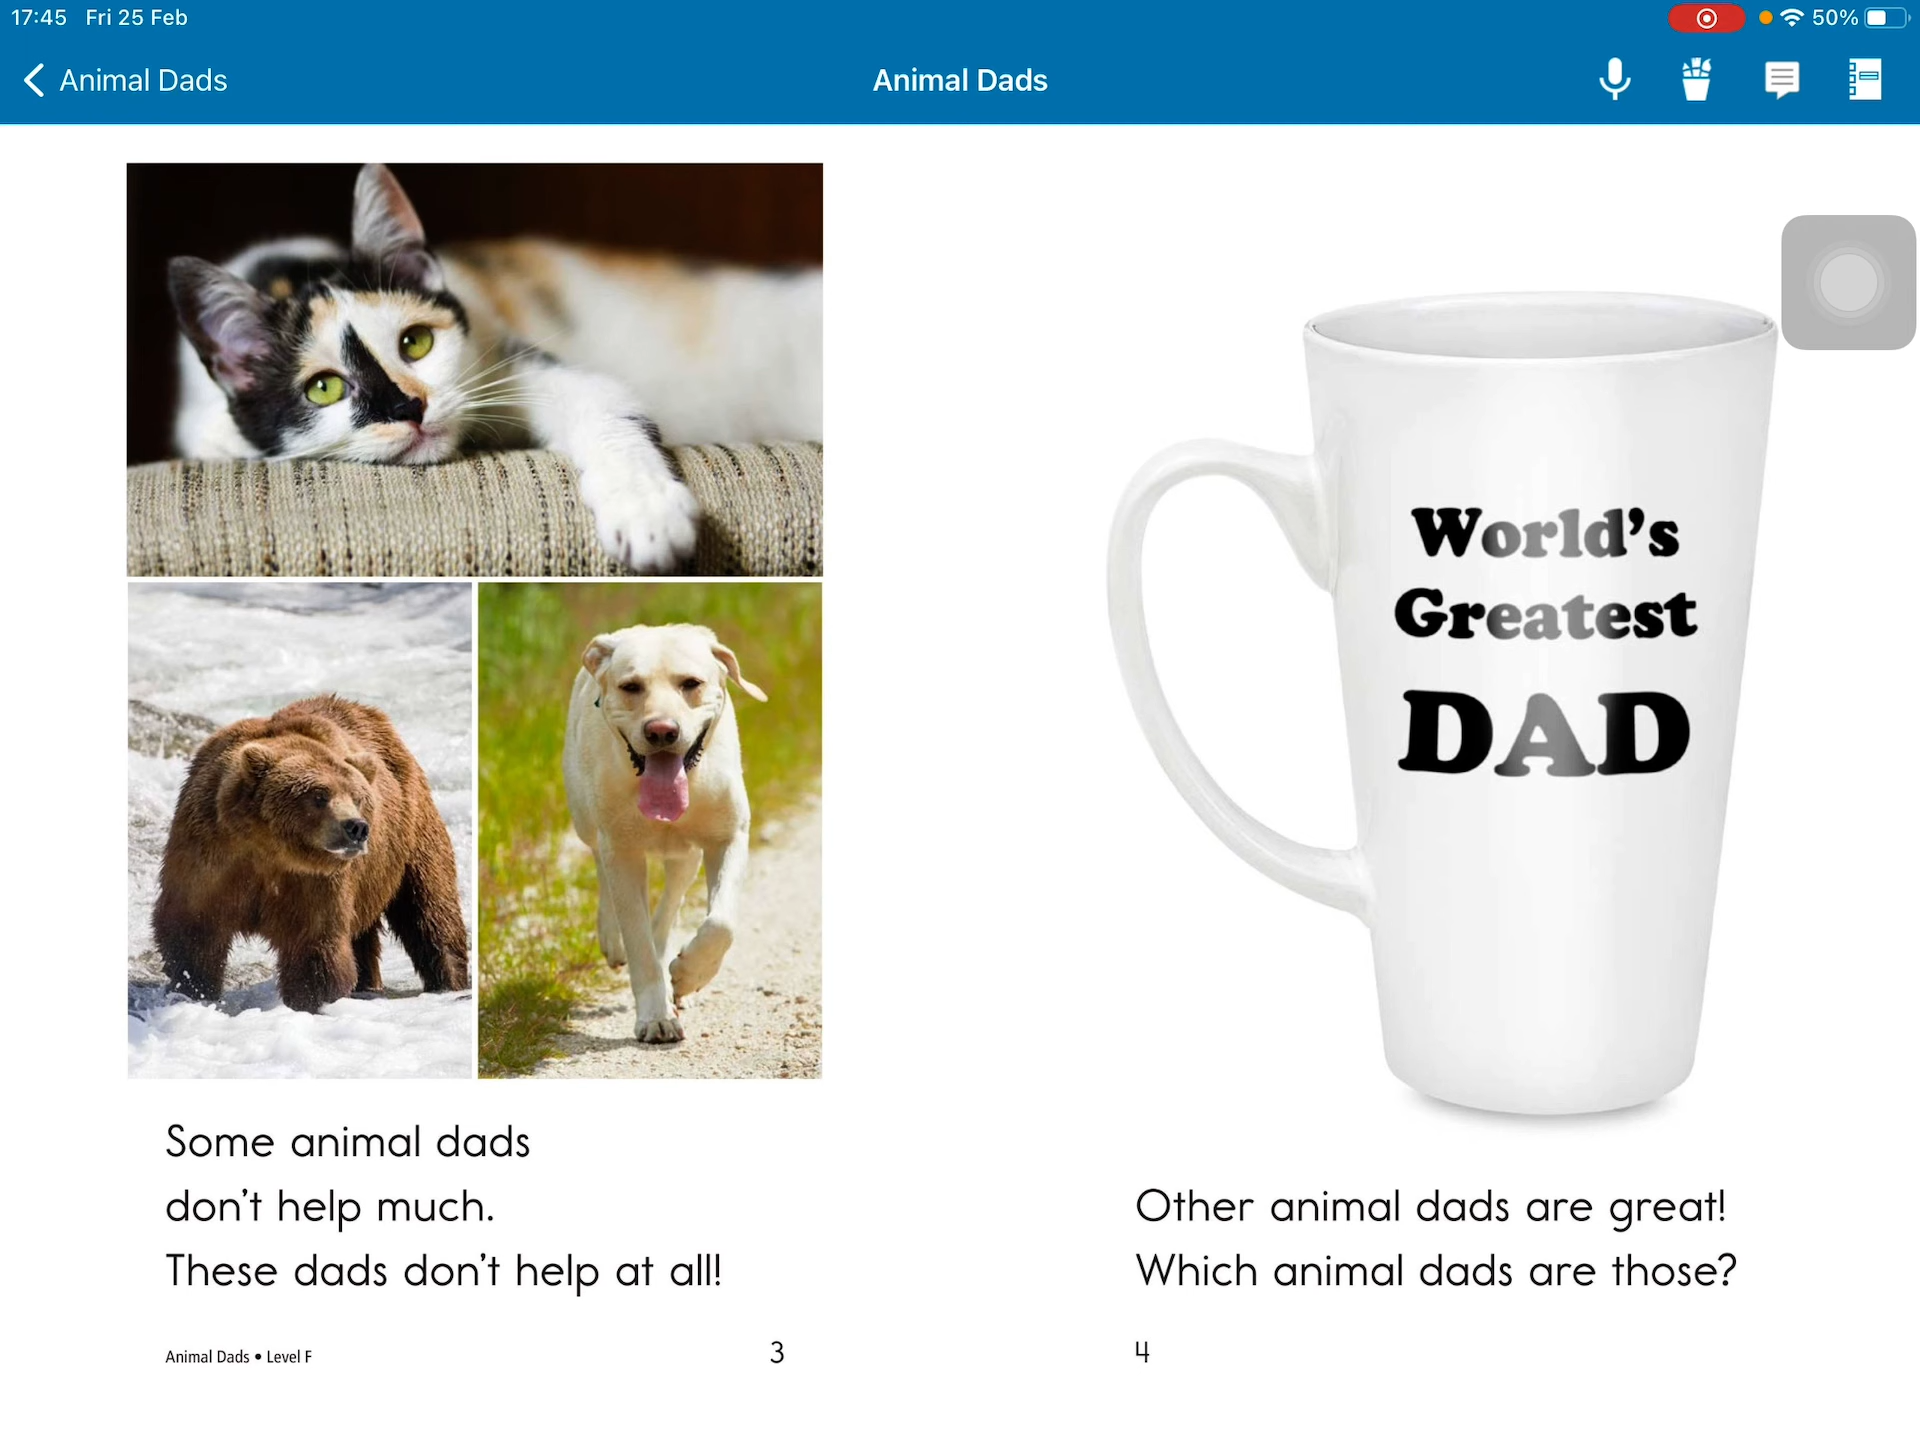 17:45 Fri 25 Feb
50%
Animal Dads
Animal Dads
World's
Greatest
DAD
Some animal dads
don't help much.
These dads don't help at all!
Animal Dads • Level F
3
Other animal dads are great!
Which animal dads are those?
4